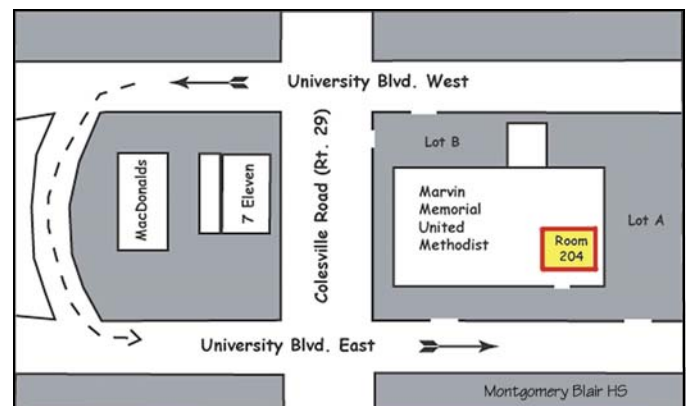 University Blvd. West
MacDonalds
7 Eleven
Colesville Road (Rt. 29)
Lot B
Marvin
Memorial
United
Methodist
Room
204
Lot A
University Blvd. East
Montgomery Blair HS